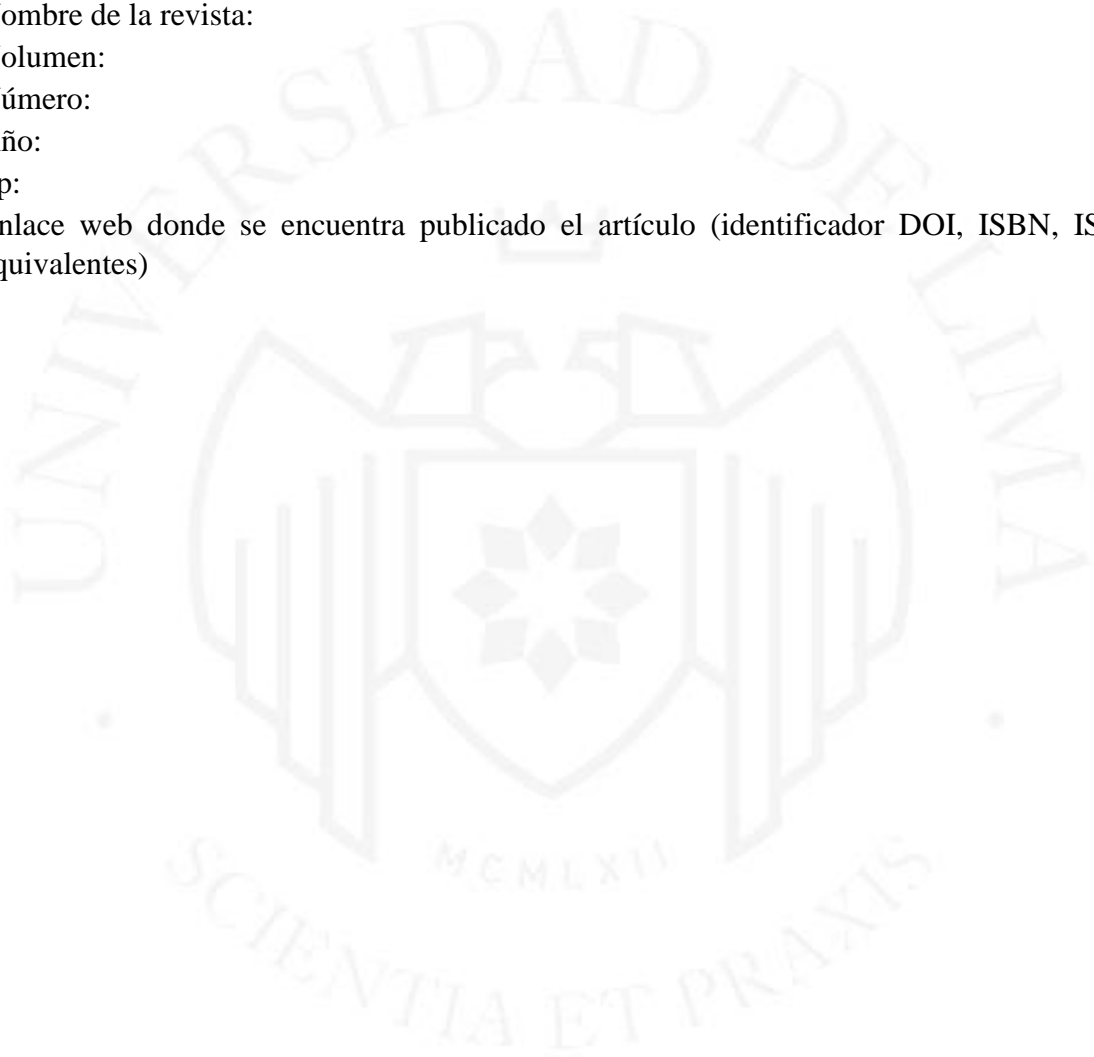 ombre de la revista:
olumen:
úmero:
ño:
p:
nlace web donde se encuentra publicado el artículo (identificador DOI, ISBN, IS
quivalentes)
UNIVERSIDAD DE LIMA
MCMLXII
SCIENTIA ET PRAXIS